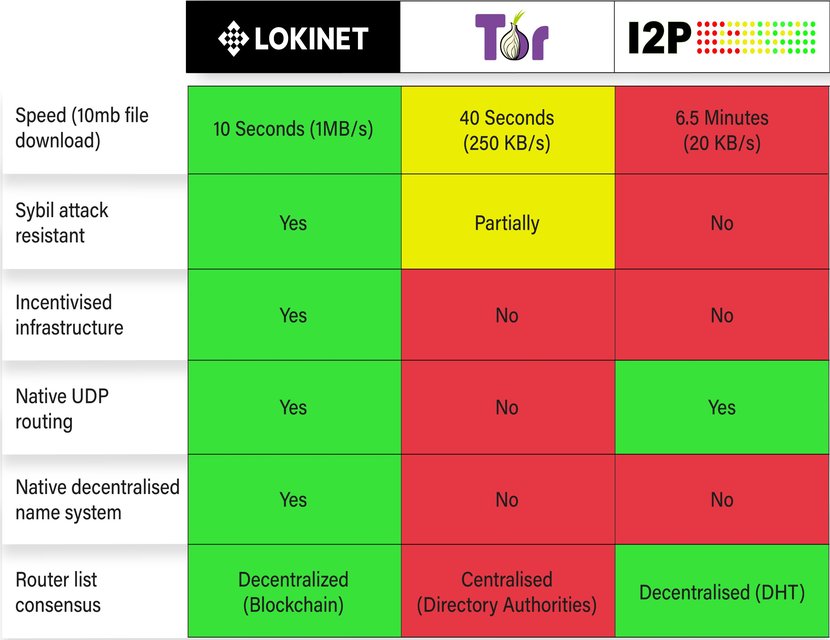 LOKINET
Tor
I2P
Speed (10mb file
download)
10 Seconds (1MB/s)
40 Seconds
(250 KB/s)
6.5 Minutes
(20 KB/s)
Sybil attack
resistant
Yes
Partially
No
Incentivised
infrastructure
Yes
No
No
Native UDP
routing
Yes
No
Yes
Native decentralised
name system
Yes
No
No
Router list
consensus
Decentralized
(Blockchain)
Centralised
(Directory Authorities)
Decentralised (DHT)